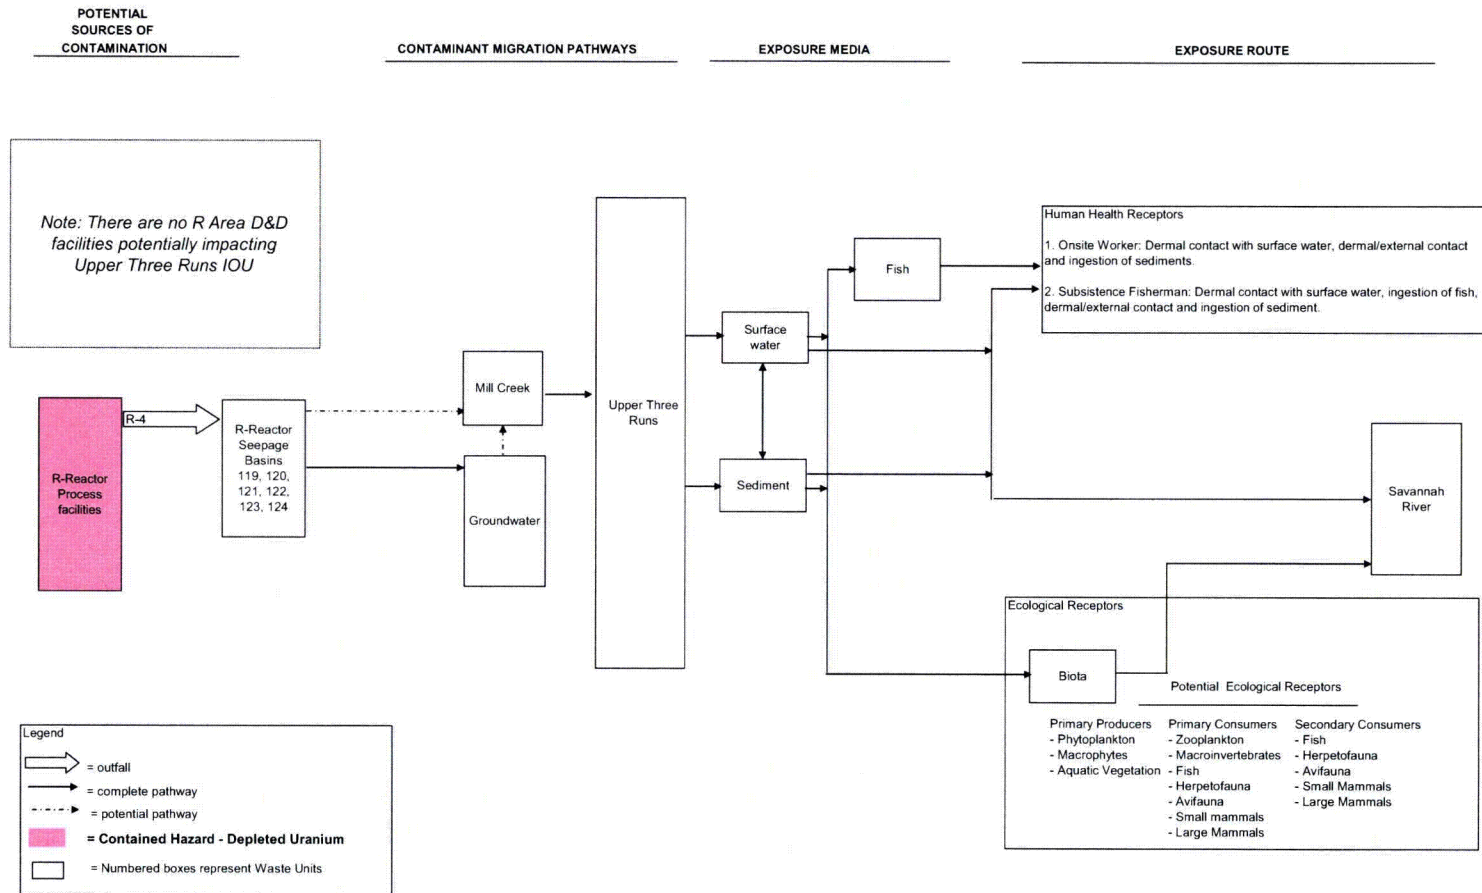 POTENTIAL
SOURCES OF
CONTAMINATION
CONTAMINANT MIGRATION PATHWAYS
EXPOSURE MEDIA
EXPOSURE ROUTE
Note: There are no R Area D&D
facilities potentially impacting
Upper Three Runs IOU
R-Reactor
Process
facilities
R-4
R-Reactor
Seepage
Basins
119, 120,
121, 122,
123, 124
Mill Creek
Groundwater
Upper Three
Runs
Surface
water
Sediment
Fish
Human Health Receptors
1. Onsite Worker: Dermal contact with surface water, dermal/external contact
and ingestion of sediments.
2. Subsistence Fisherman: Dermal contact with surface water, ingestion of fish,
dermal/external contact and ingestion of sediment.
Savannah
River
Ecological Receptors
Biota
Potential Ecological Receptors
Primary Producers
- Phytoplankton
- Macrophytes
- Aquatic Vegetation
Primary Consumers
- Zooplankton
- Macroinvertebrates
- Fish
- Herpetofauna
- Avifauna
- Small mammals
- Large Mammals
Secondary Consumers
- Fish
- Herpetofauna
- Avifauna
- Small Mammals
- Large Mammals
Legend
= outfall
= complete pathway
= potential pathway
= Contained Hazard - Depleted Uranium
= Numbered boxes represent Waste Units